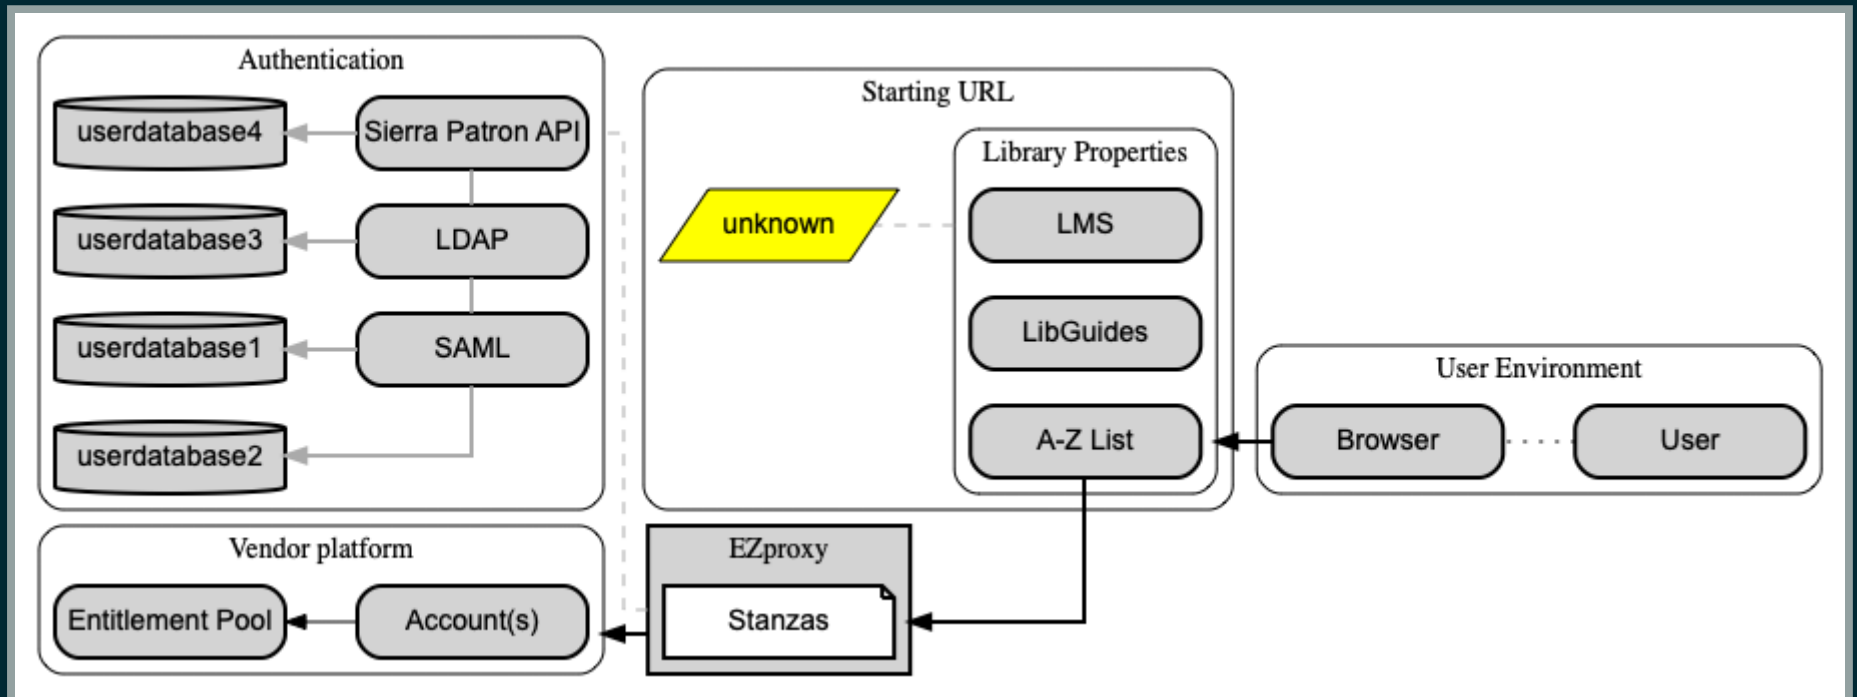 Authentication
userdatabase4
Sierra Patron API
userdatabase3
LDAP
userdatabase1
SAML
userdatabase2
Starting URL
unknown
Library Properties
LMS
LibGuides
A-Z List
User Environment
Browser
User
Vendor platform
Entitlement Pool
Account(s)
EZproxy
Stanzas